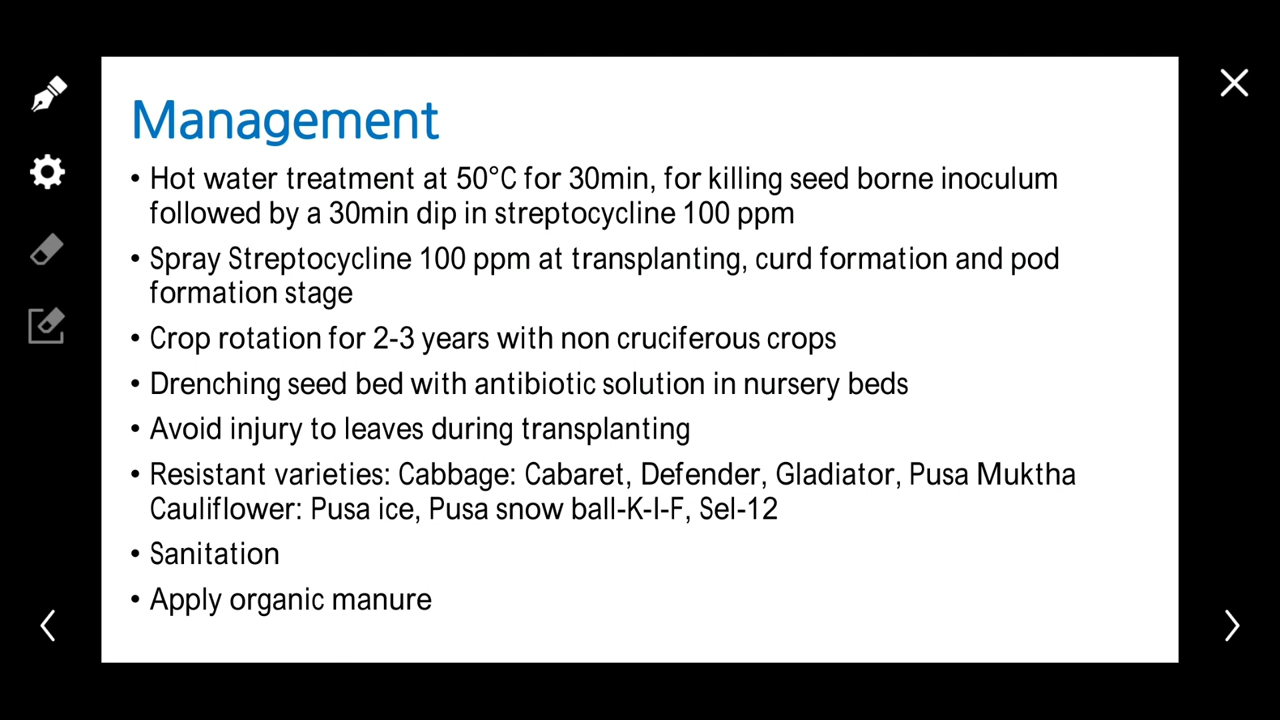 Management
• Hot water treatment at 50°C for 30min, for killing seed borne inoculum
followed by a 30min dip in streptocycline 100 ppm
• Spray Streptocycline 100 ppm at transplanting, curd formation and pod
formation stage
• Crop rotation for 2-3 years with non cruciferous crops
• Drenching seed bed with antibiotic solution in nursery beds
• Avoid injury to leaves during transplanting
• Resistant varieties: Cabbage: Cabaret, Defender, Gladiator, Pusa Muktha
Cauliflower: Pusa ice, Pusa snow ball-K-I-F, Sel-12
• Sanitation
• Apply organic manure